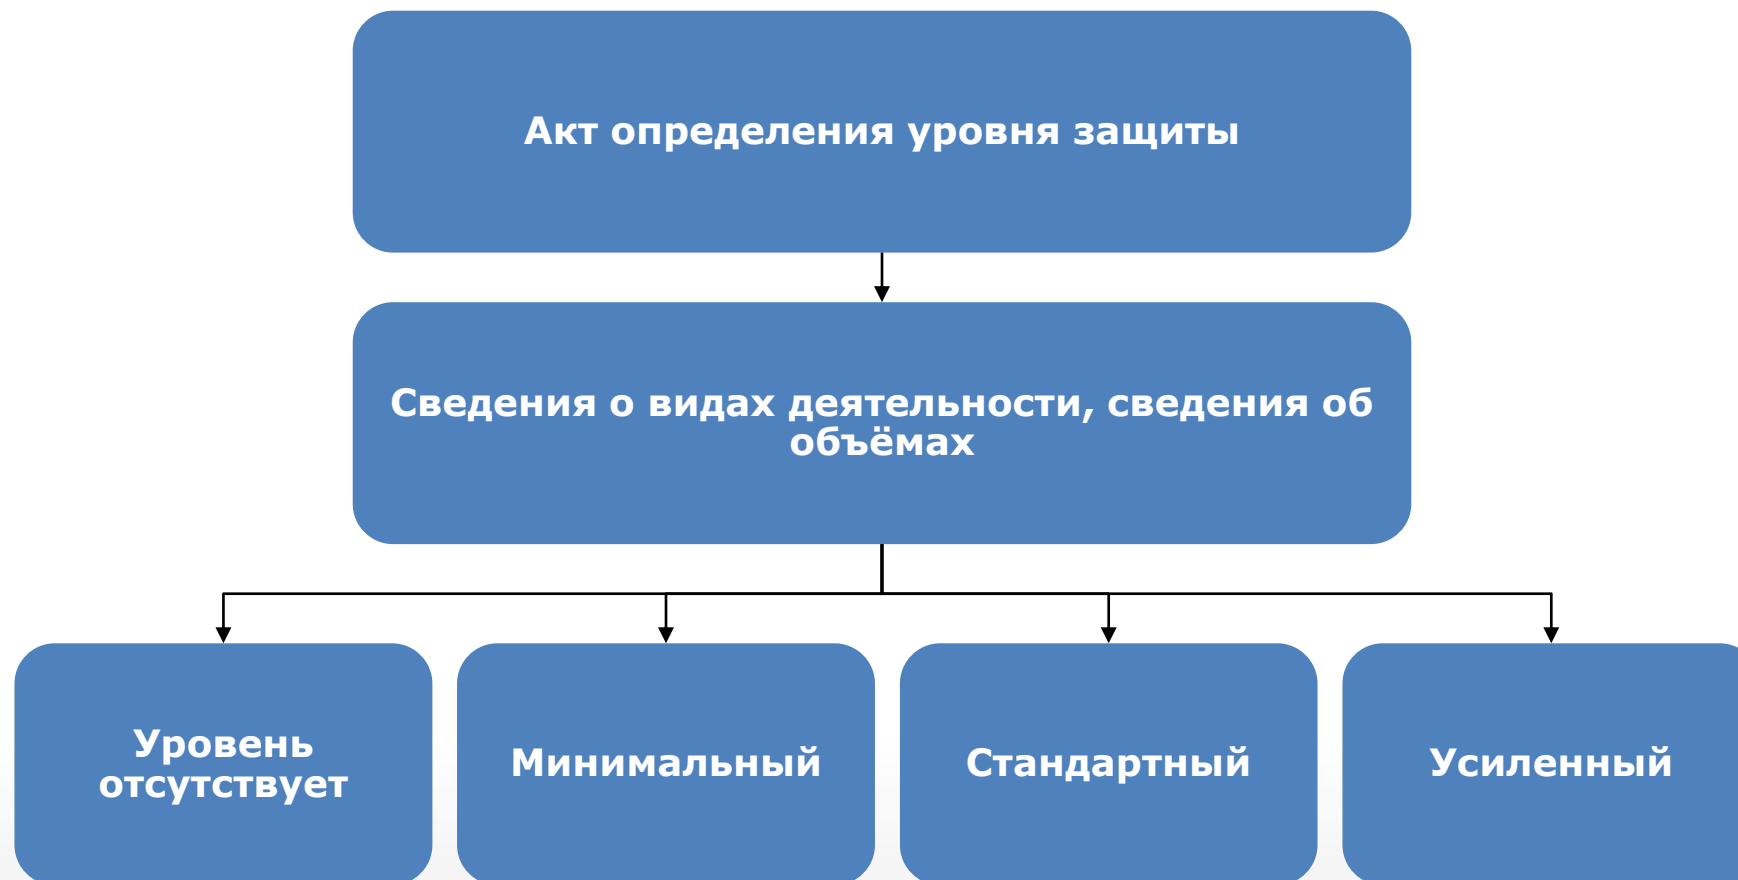 Акт определения уровня защиты
Сведения о видах деятельности, сведения об
объёмах
Уровень
отсутствует
Минимальный
Стандартный
Усиленный